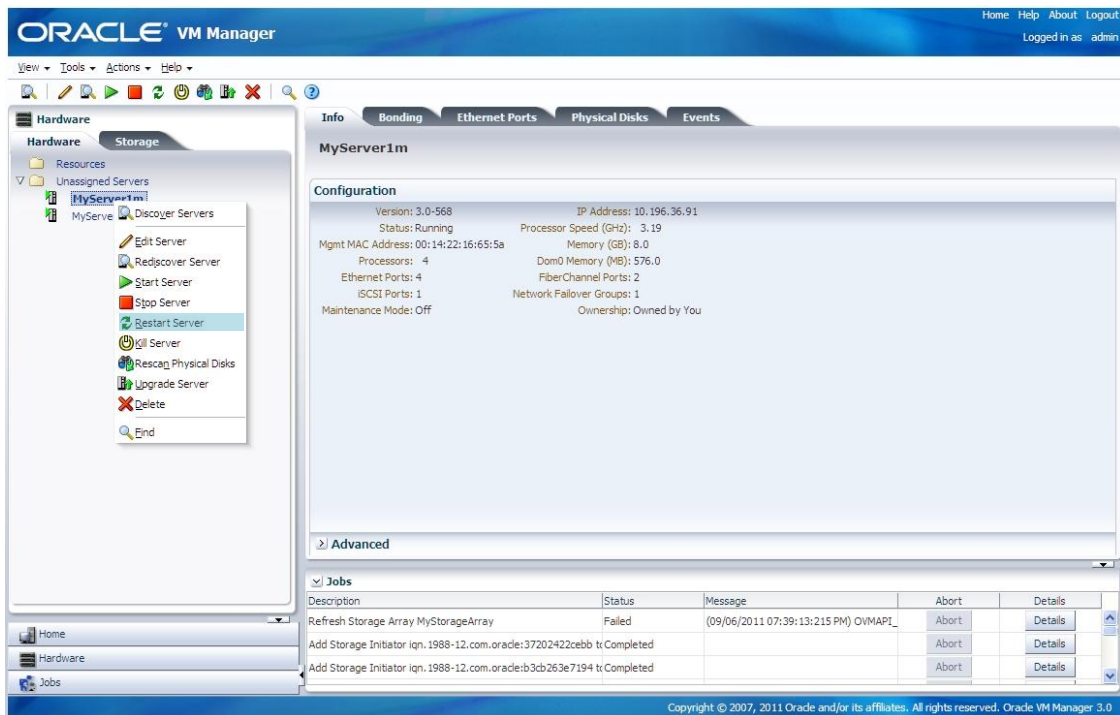 Home Help About Logout
ORACLE VM Manager
Logged in as admin
View Tools Actions Help
Hardware
Hardware Storage
Resources
Unassigned Servers
MyServer1m
MyServe
Discover Servers
Edit Server
Rediscover Server
Start Server
Stop Server
Restart Server
Kill Server
Rescan Physical Disks
Upgrade Server
Delete
Find
Home
Hardware
Jobs
Info Bonding Ethernet Ports Physical Disks Events
MyServer1m
Configuration
Version: 3.0-568 IP Address: 10.196.36.91
Status: Running Processor Speed (GHz): 3.19
Mgmt MAC Address: 00:14:22:16:65:5a Memory (GB): 8.0
Processors: 4 Dom0 Memory (MB): 576.0
Ethernet Ports: 4 FiberChannel Ports: 2
iSCSI Ports: 1 Network Failover Groups: 1
Maintenance Mode: Off Ownership: Owned by You
Advanced
Jobs
Description Status Message Abort Details
Refresh Storage Array MyStorageArray Failed (09/06/2011 07:39:13:215 PM) OVMAPI_ Abort Details
Add Storage Initiator iqn.1988-12.com.oracle:37202422cebb to Completed Abort Details
Add Storage Initiator iqn.1988-12.com.oracle:b3cb263e7194 to Completed Abort Details
Copyright © 2007, 2011 Oracle and/or its affiliates. All rights reserved. Oracle VM Manager 3.0